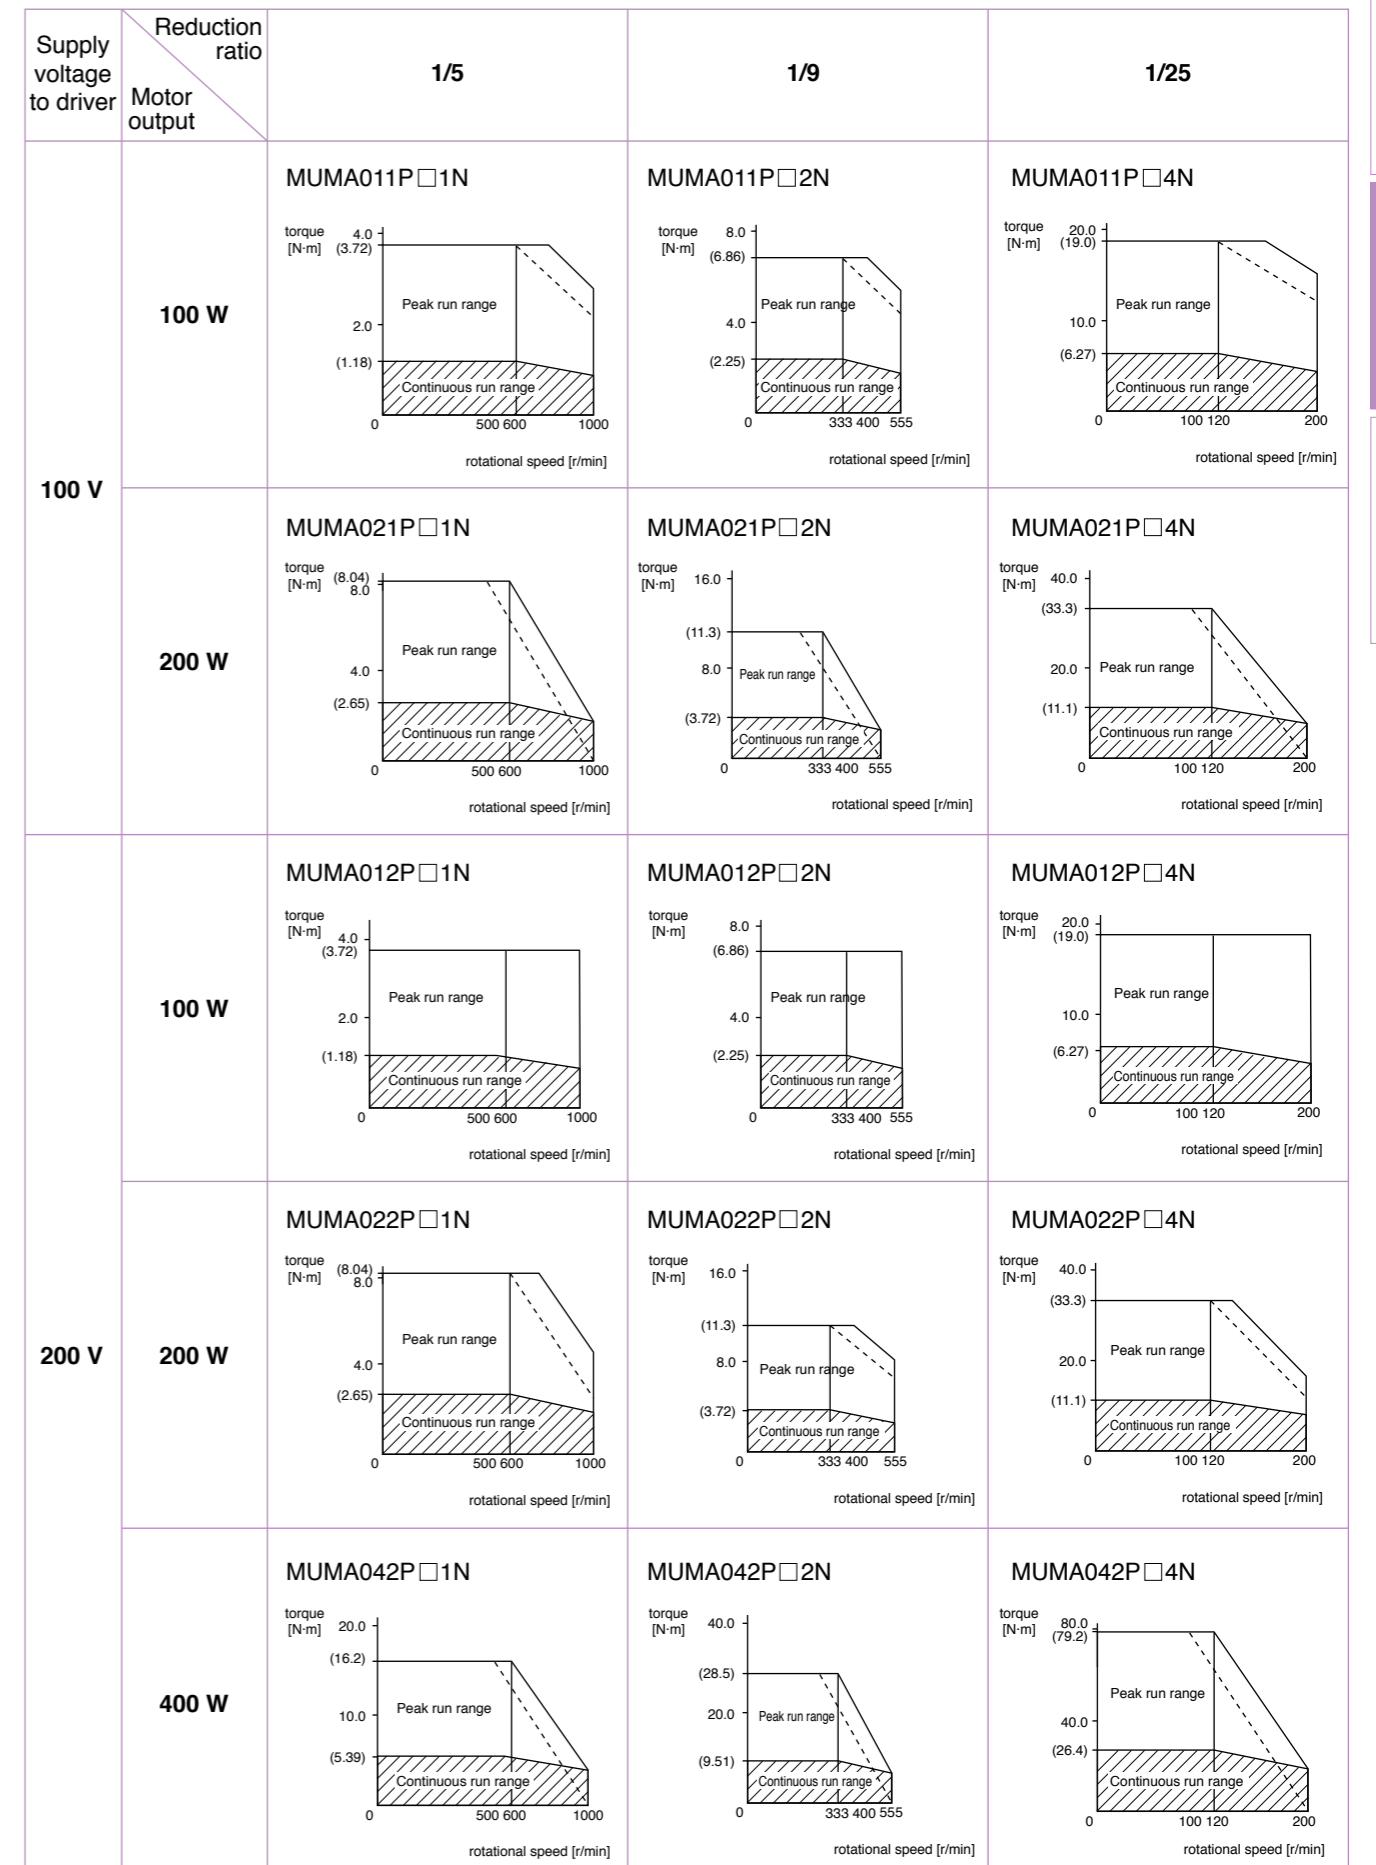 Supply voltage to driver
Reduction ratio
Motor output
1/5
1/9
1/25
100 V
100 W
MUMA011P□1N
torque [N·m]
4.0
(3.72)
2.0
(1.18)
Peak run range
Continuous run range
0
500 600
1000
rotational speed [r/min]
MUMA011P□2N
torque [N·m]
8.0
(6.86)
4.0
(2.25)
Peak run range
Continuous run range
0
333 400
555
rotational speed [r/min]
MUMA011P□4N
torque [N·m]
20.0
(19.0)
10.0
(6.27)
Peak run range
Continuous run range
0
100 120
200
rotational speed [r/min]
200 W
MUMA021P□1N
torque [N·m]
(8.04)
8.0
4.0
(2.65)
Peak run range
Continuous run range
0
500 600
1000
rotational speed [r/min]
MUMA021P□2N
torque [N·m]
16.0
(11.3)
8.0
(3.72)
Peak run range
Continuous run range
0
333 400
555
rotational speed [r/min]
MUMA021P□4N
torque [N·m]
40.0
(33.3)
20.0
(11.1)
Peak run range
Continuous run range
0
100 120
200
rotational speed [r/min]
200 V
100 W
MUMA012P□1N
torque [N·m]
4.0
(3.72)
2.0
(1.18)
Peak run range
Continuous run range
0
500 600
1000
rotational speed [r/min]
MUMA012P□2N
torque [N·m]
8.0
(6.86)
4.0
(2.25)
Peak run range
Continuous run range
0
333 400
555
rotational speed [r/min]
MUMA012P□4N
torque [N·m]
20.0
(19.0)
10.0
(6.27)
Peak run range
Continuous run range
0
100 120
200
rotational speed [r/min]
200 W
MUMA022P□1N
torque [N·m]
(8.04)
8.0
4.0
(2.65)
Peak run range
Continuous run range
0
500 600
1000
rotational speed [r/min]
MUMA022P□2N
torque [N·m]
16.0
(11.3)
8.0
(3.72)
Peak run range
Continuous run range
0
333 400
555
rotational speed [r/min]
MUMA022P□4N
torque [N·m]
40.0
(33.3)
20.0
(11.1)
Peak run range
Continuous run range
0
100 120
200
rotational speed [r/min]
400 W
MUMA042P□1N
torque [N·m]
20.0
(16.2)
10.0
(5.39)
Peak run range
Continuous run range
0
500 600
1000
rotational speed [r/min]
MUMA042P□2N
torque [N·m]
40.0
(28.5)
20.0
(9.51)
Peak run range
Continuous run range
0
333 400 555
rotational speed [r/min]
MUMA042P□4N
torque [N·m]
80.0
(79.2)
40.0
(26.4)
Peak run range
Continuous run range
0
100 120
200
rotational speed [r/min]